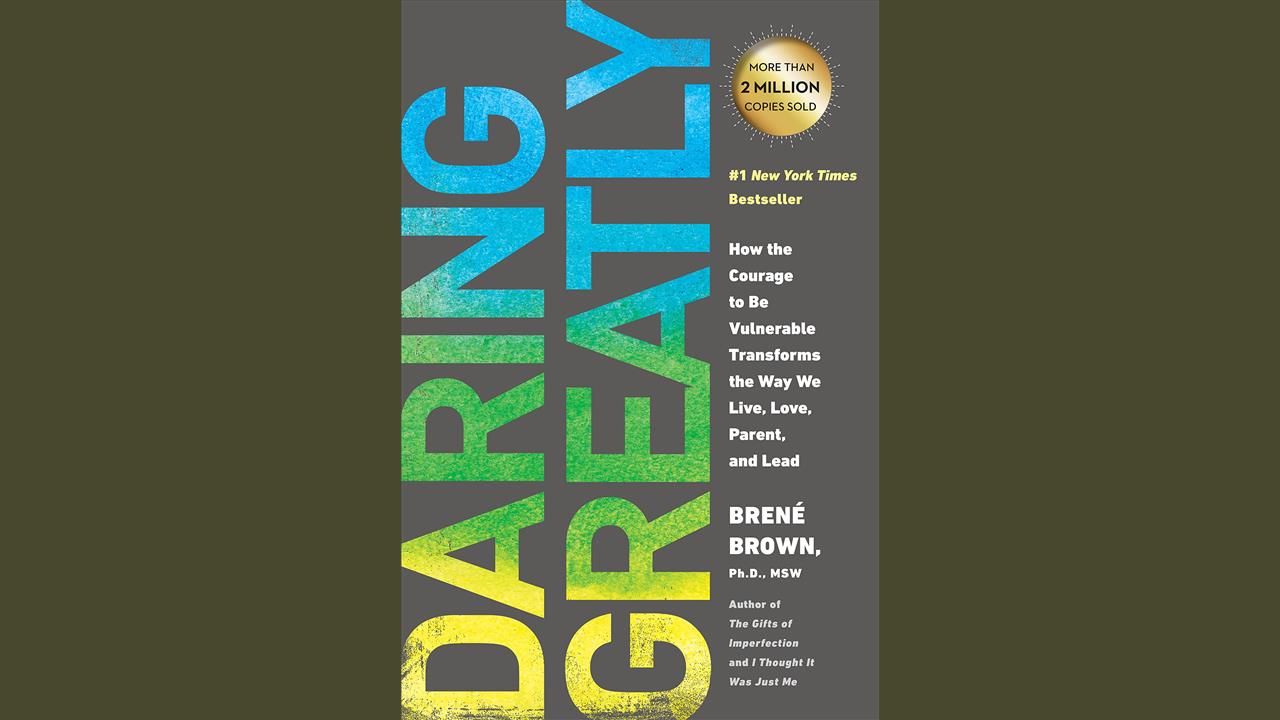 DARING
GREATLY
MORE THAN
2 MILLION
COPIES SOLD
#1 New York Times
Bestseller
How the
Courage
to Be
Vulnerable
Transforms
the Way We
Live, Love,
Parent,
and Lead
BRENÉ
BROWN,
Ph.D., MSW
Author of
The Gifts of
Imperfection
and I Thought It
Was Just Me